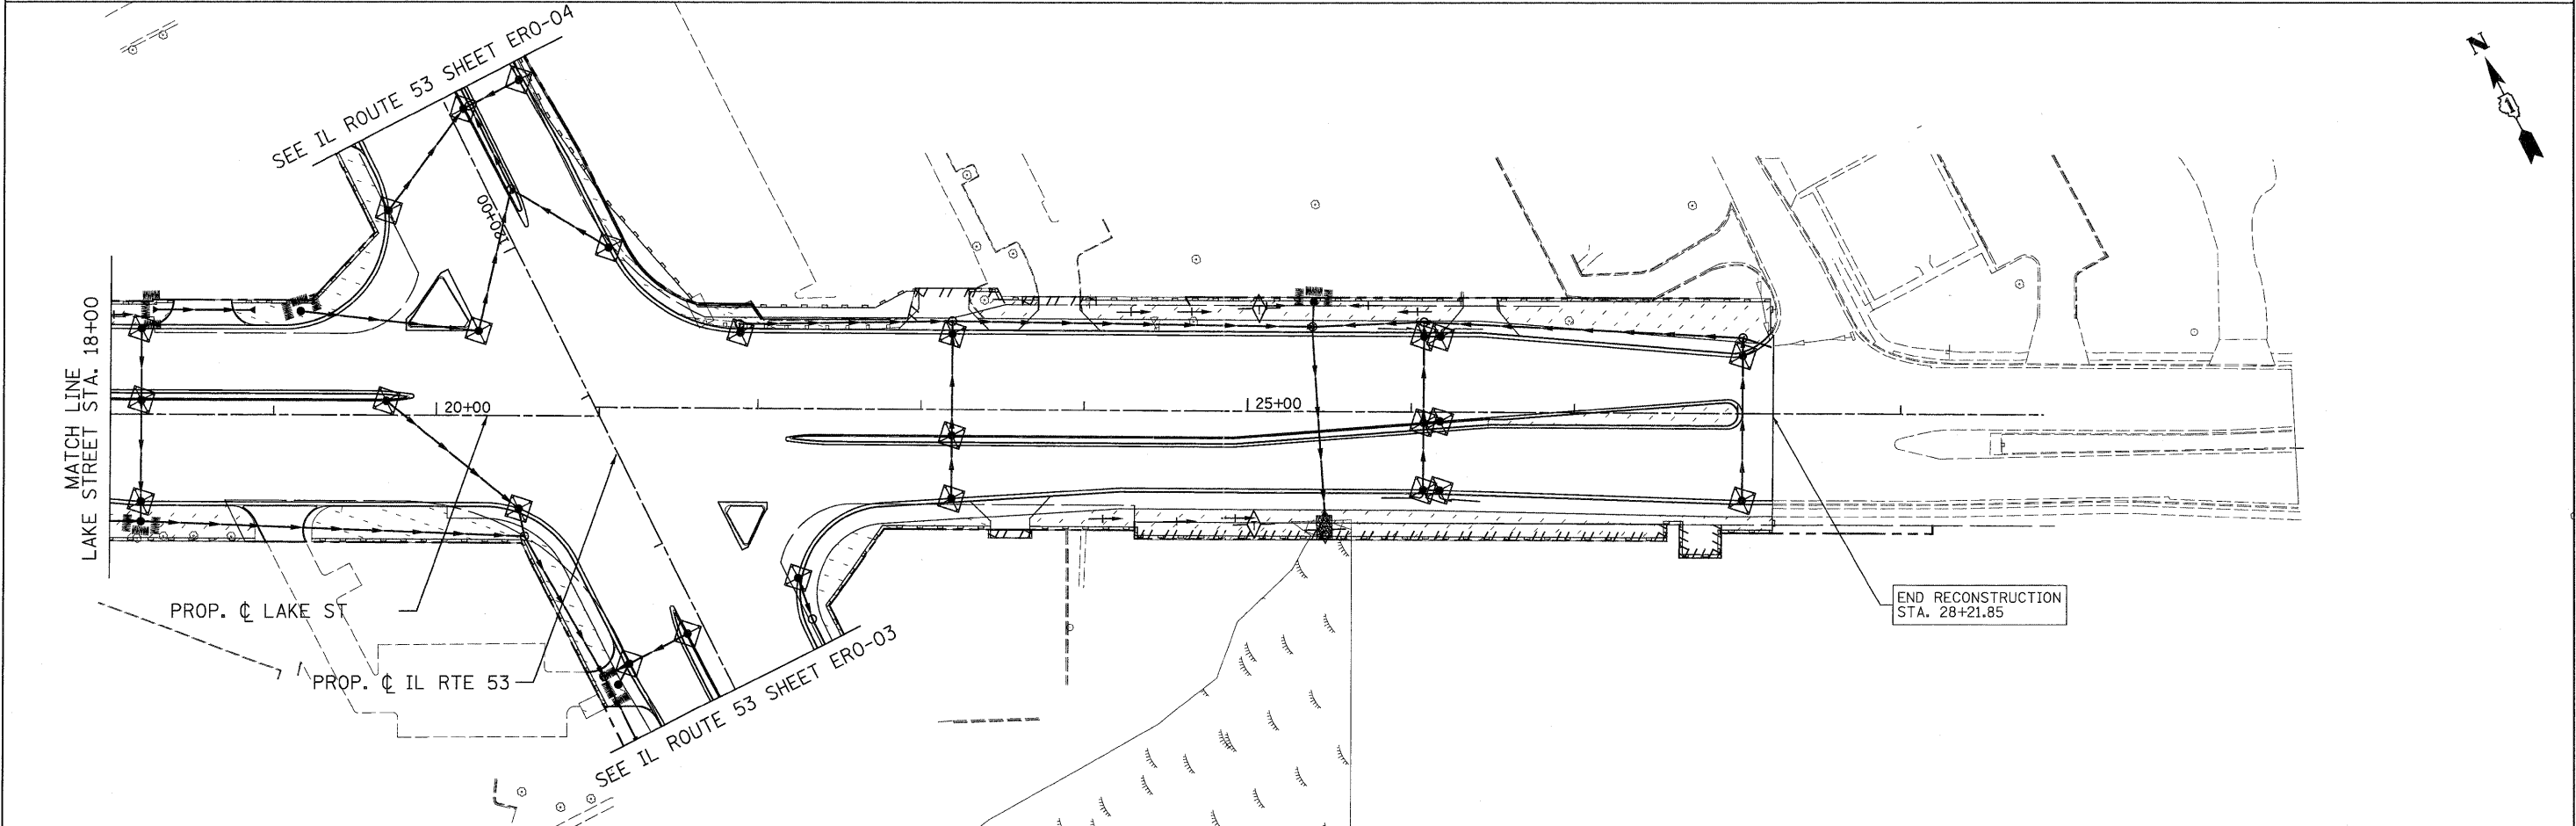 SEE IL ROUTE 53 SHEET ERO-04
N
1
120+00
MATCH LINE
LAKE STREET STA. 18+00
20+00
25+00
PROP. ℄ LAKE ST
PROP. ℄ IL RTE 53
SEE IL ROUTE 53 SHEET ERO-03
END RECONSTRUCTION
STA. 28+21.85